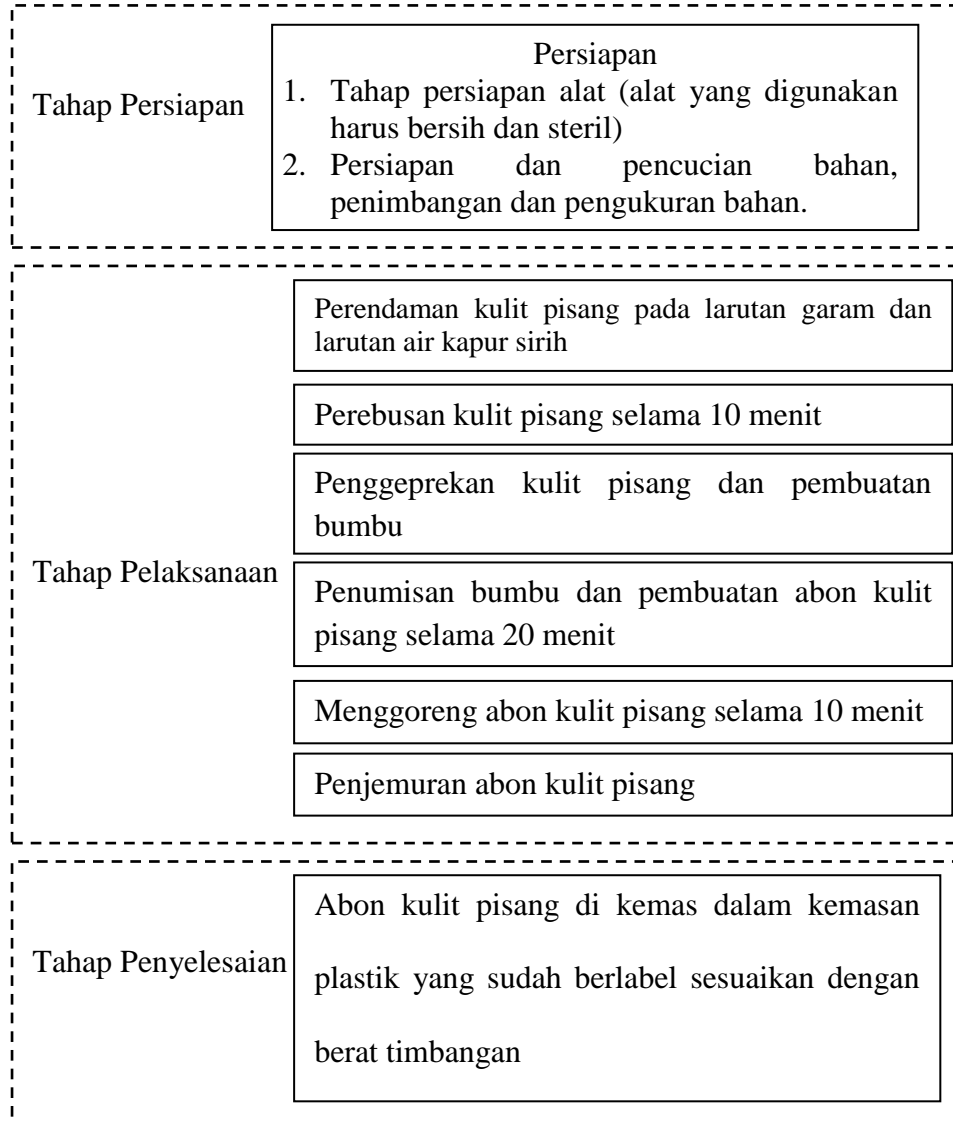 Persiapan
Tahap Persiapan
1. Tahap persiapan alat (alat yang digunakan
harus bersih dan steril)
2. Persiapan dan pencucian bahan,
penimbangan dan pengukuran bahan.
Tahap Pelaksanaan
Perendaman kulit pisang pada larutan garam dan
larutan air kapur sirih
Perebusan kulit pisang selama 10 menit
Penggeprekan kulit pisang dan pembuatan
bumbu
Penumisan bumbu dan pembuatan abon kulit
pisang selama 20 menit
Menggoreng abon kulit pisang selama 10 menit
Penjemuran abon kulit pisang
Tahap Penyelesaian
Abon kulit pisang di kemas dalam kemasan
plastik yang sudah berlabel sesuaikan dengan
berat timbangan